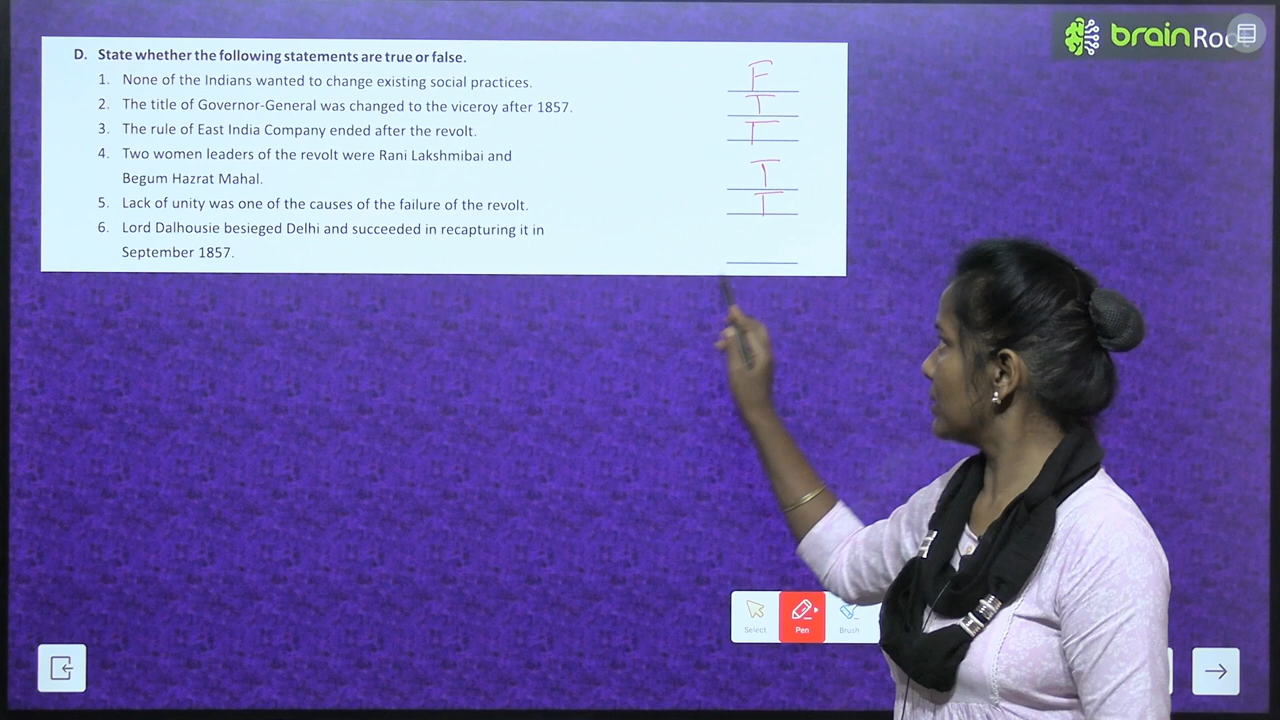 brainRoot
D. State whether the following statements are true or false.
1. None of the Indians wanted to change existing social practices. F
2. The title of Governor-General was changed to the viceroy after 1857. T
3. The rule of East India Company ended after the revolt. T
4. Two women leaders of the revolt were Rani Lakshmibai and
Begum Hazrat Mahal. T
5. Lack of unity was one of the causes of the failure of the revolt. T
6. Lord Dalhousie besieged Delhi and succeeded in recapturing it in
September 1857.
Select Pen Brush